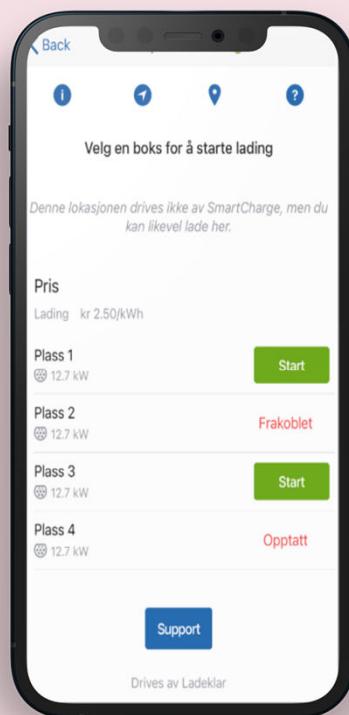 Back
Velg en boks for å starte lading
Denne lokasjonen drives ikke av SmartCharge, men du
kan likevel lade her.
Pris
Lading kr 2.50/kWh
Plass 1
12.7 kW
Start
Plass 2
12.7 kW
Frakoblet
Plass 3
12.7 kW
Start
Plass 4
12.7 kW
Opptatt
Support
Drives av Ladeklar